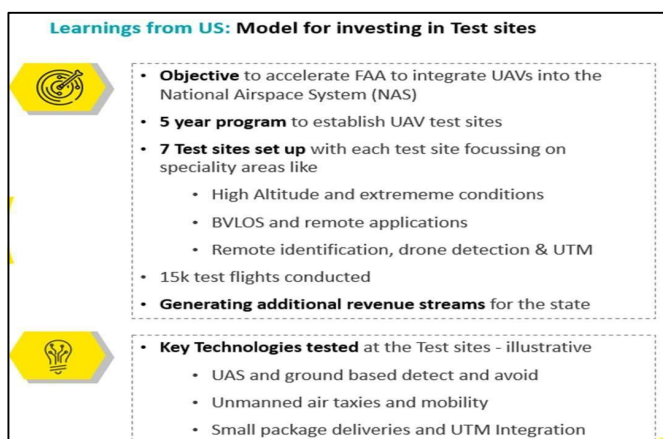 Learnings from US: Model for investing in Test sites
• Objective to accelerate FAA to integrate UAVs into the
National Airspace System (NAS)
• 5 year program to establish UAV test sites
• 7 Test sites set up with each test site focussing on
speciality areas like
• High Altitude and extrememe conditions
• BVLOS and remote applications
• Remote identification, drone detection & UTM
• 15k test flights conducted
• Generating additional revenue streams for the state
• Key Technologies tested at the Test sites - illustrative
• UAS and ground based detect and avoid
• Unmanned air taxies and mobility
• Small package deliveries and UTM Integration